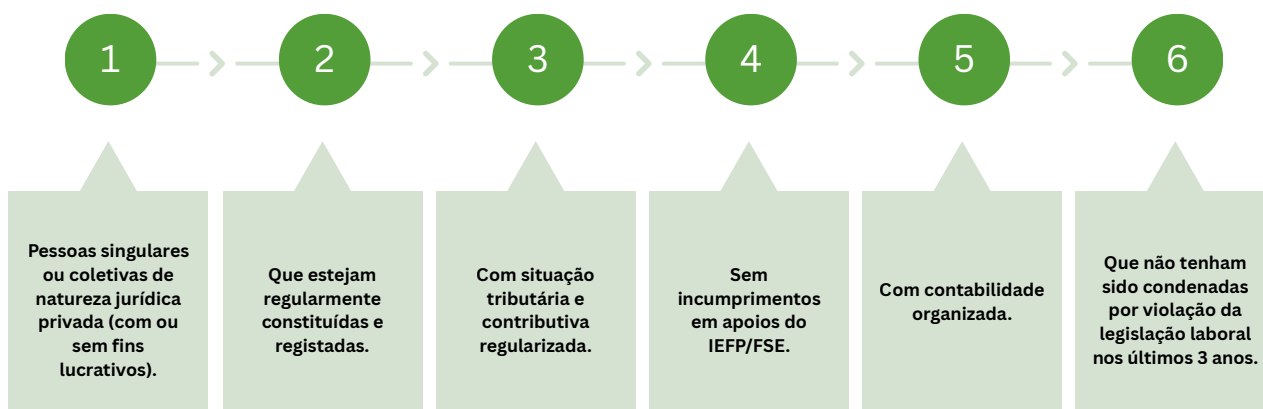 1
2
3
4
5
6
Pessoas singulares
ou coletivas de
natureza jurídica
privada (com ou
sem fins
lucrativos).
Que estejam
regularmente
constituídas e
registadas.
Com situação
tributária e
contributiva
regularizada.
Sem
incumprimentos
em apoios do
IEFP/FSE.
Com contabilidade
organizada.
Que não tenham
sido condenadas
por violação da
legislação laboral
nos últimos 3 anos.